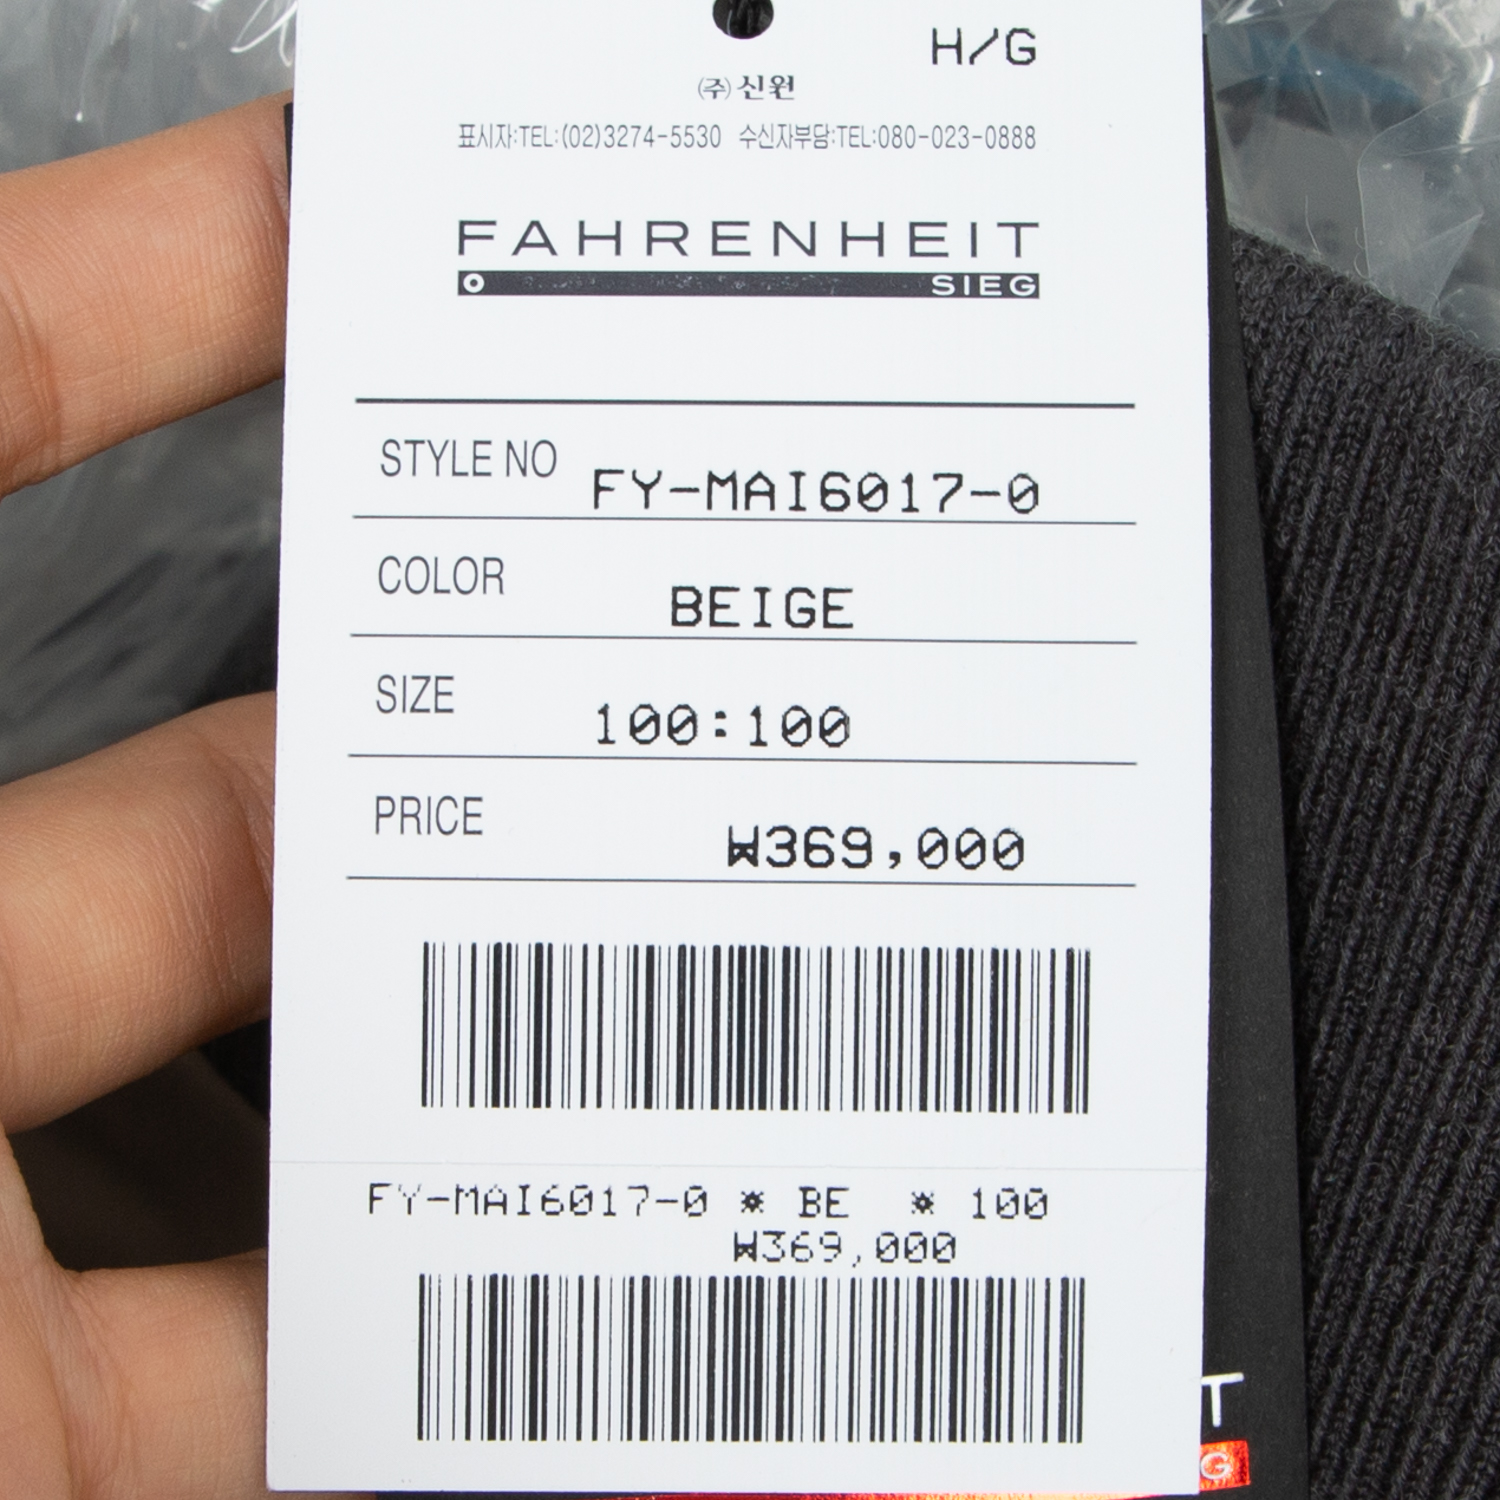 H/G
㈜신원
표시자:TEL:(02)3274-5530 수신자부담:TEL:080-023-0888
FAHRENHEIT
SIEG
STYLE NO FY-MAI6017-0
COLOR BEIGE
SIZE 100:100
PRICE ₩369,000
FY-MAI6017-0 * BE * 100
₩369,000
T
G